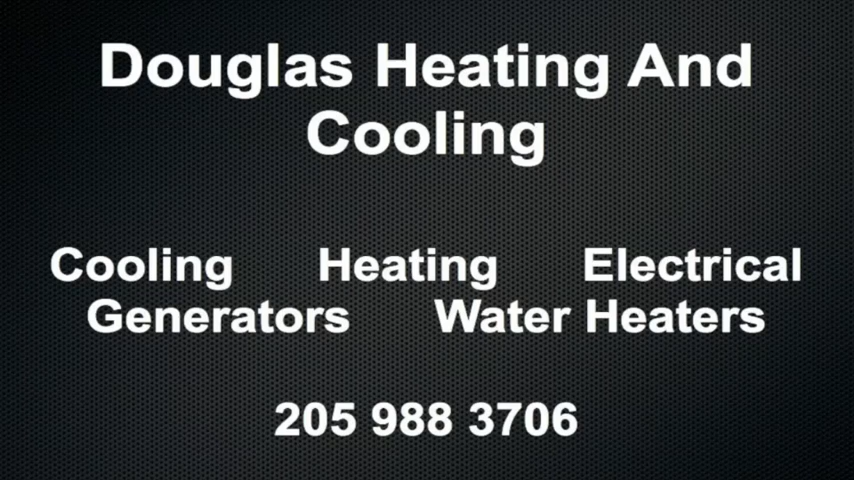 Douglas Heating And
Cooling
Cooling Heating Electrical
Generators Water Heaters
205 988 3706